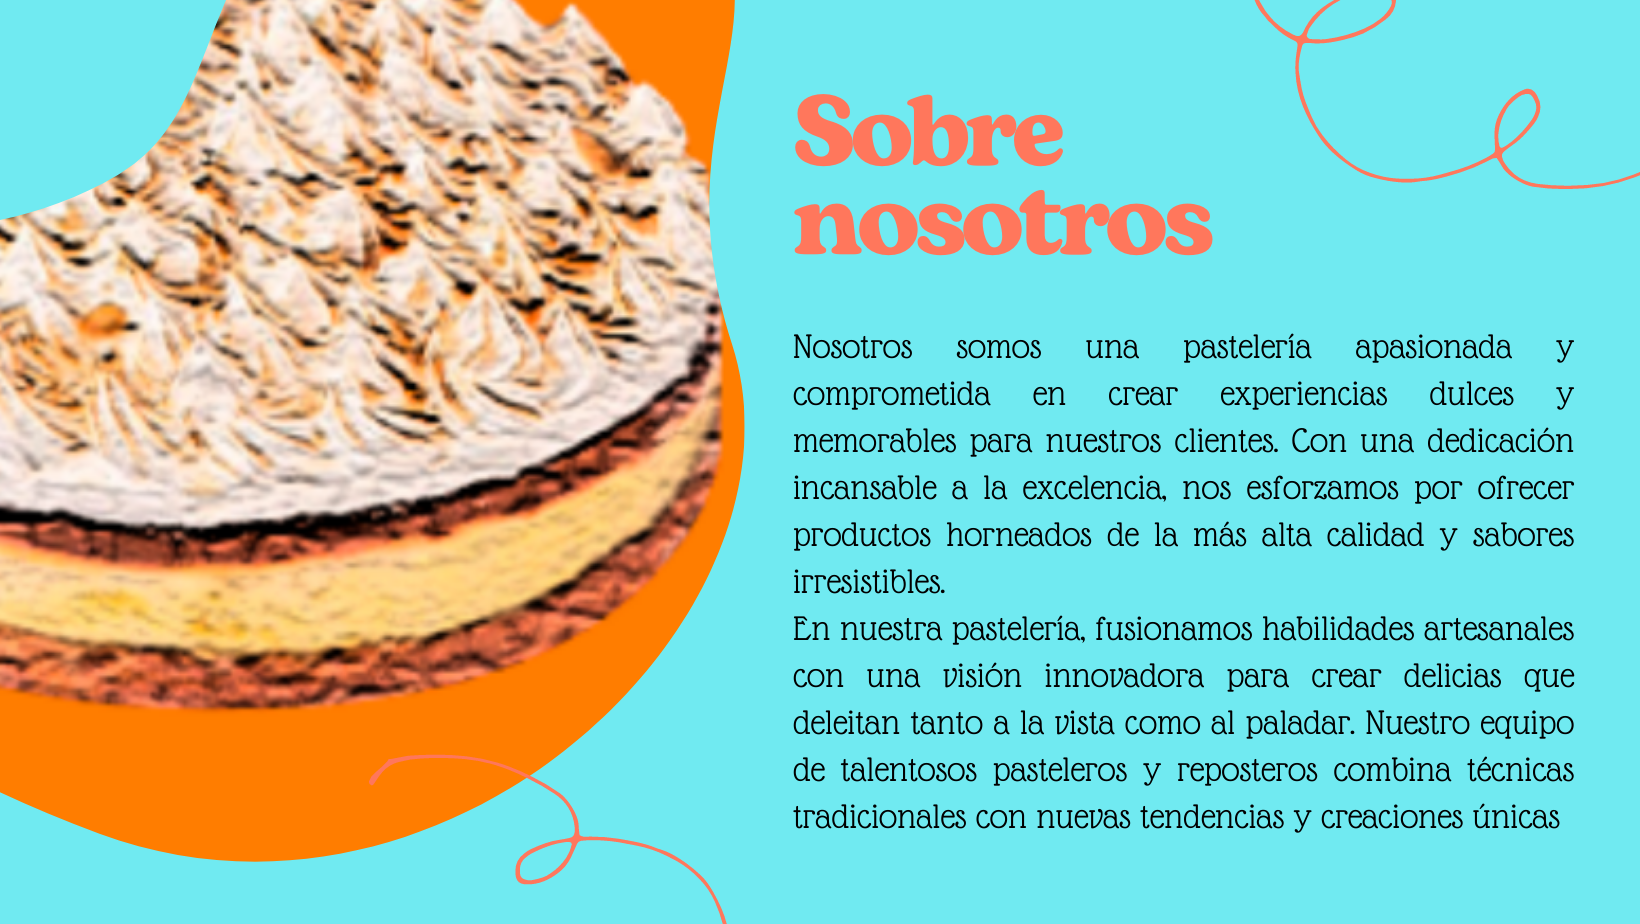 Sobre
nosotros
Nosotros somos una pastelería apasionada y
comprometida en crear experiencias dulces y
memorables para nuestros clientes. Con una dedicación
incansable a la excelencia, nos esforzamos por ofrecer
productos horneados de la más alta calidad y sabores
irresistibles.
En nuestra pastelería, fusionamos habilidades artesanales
con una visión innovadora para crear delicias que
deleitan tanto a la vista como al paladar. Nuestro equipo
de talentosos pasteleros y reposteros combina técnicas
tradicionales con nuevas tendencias y creaciones únicas